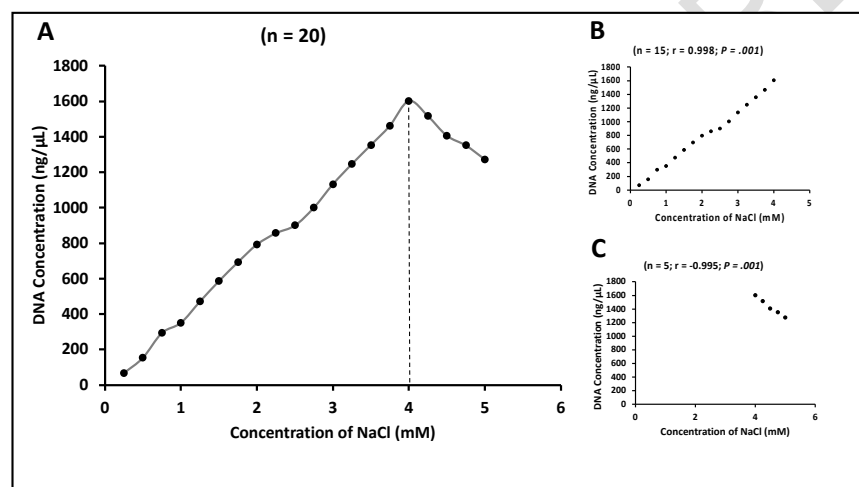 A
(n = 20)
DNA Concentration (ng/µL)
1800
1600
1400
1200
1000
800
600
400
200
0
0 1 2 3 4 5 6
Concentration of NaCl (mM)
B
(n = 15; r = 0.998; P = .001)
DNA Concentration (ng/µL)
1800
1600
1400
1200
1000
800
600
400
200
0
0 1 2 3 4 5
Concentration of NaCl (mM)
C
(n = 5; r = -0.995; P = .001)
DNA Concentration (ng/µL)
1800
1600
1400
1200
1000
800
600
400
200
0
0 2 4 6
Concentration of NaCl (mM)